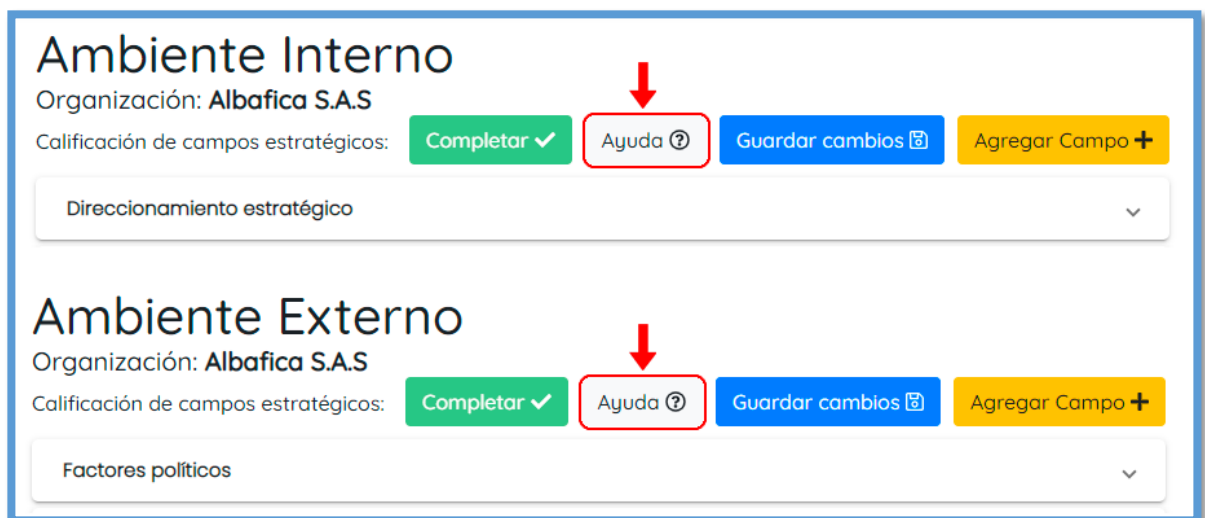 Ambiente Interno
Organización: Albafica S.A.S
Calificación de campos estratégicos: Completar Ayuda Guardar cambios Agregar Campo
Direccionamiento estratégico
Ambiente Externo
Organización: Albafica S.A.S
Calificación de campos estratégicos: Completar Ayuda Guardar cambios Agregar Campo
Factores políticos